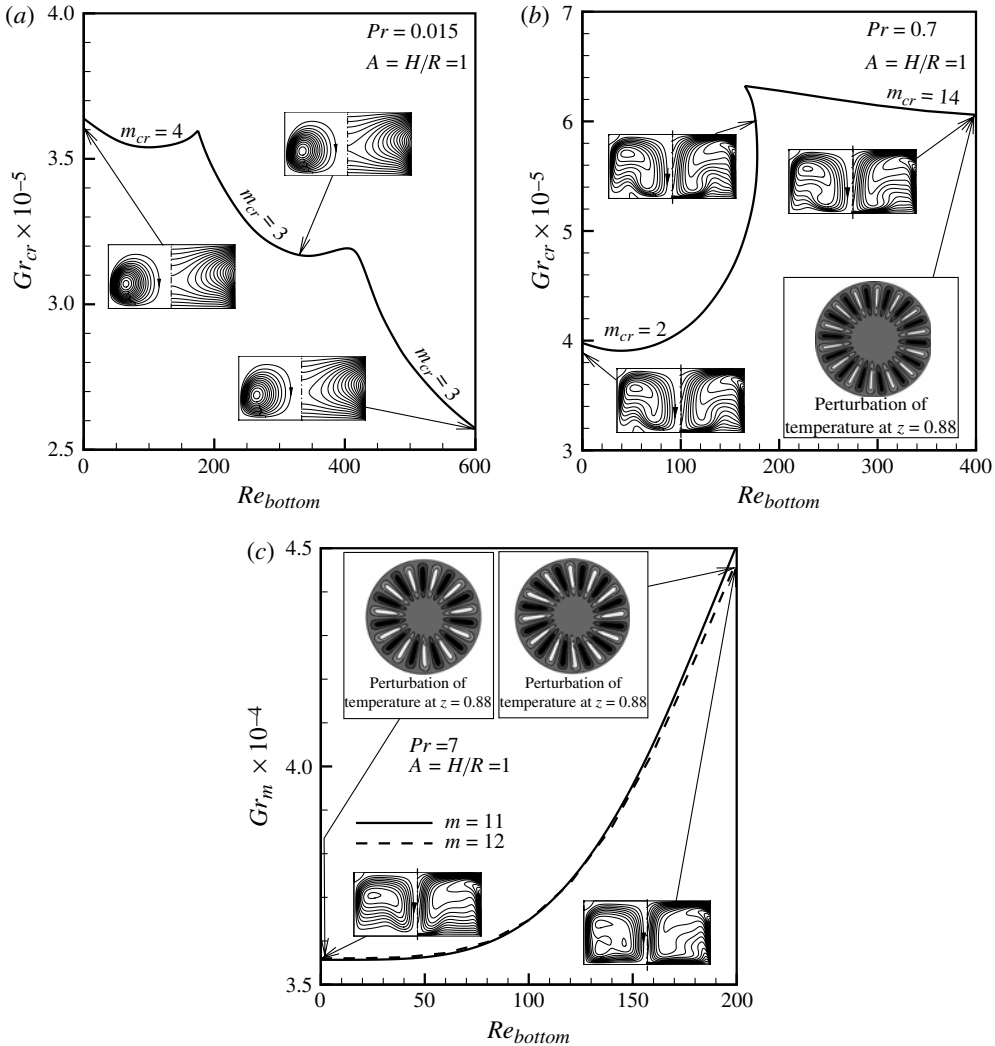 (a)
4.0
3.5
3.0
2.5
Gr_cr × 10^–5
Pr = 0.015
A = H/R =1
m_cr = 4
m_cr = 3
m_cr = 3
0
200
400
600
Re_bottom
(b)
7
6
5
4
3
Gr_cr × 10^–5
Pr = 0.7
A = H/R =1
m_cr = 14
m_cr = 2
Perturbation of
temperature at z = 0.88
0
100
200
300
400
Re_bottom
(c)
4.5
4.0
3.5
Gr_m × 10^–4
Perturbation of
temperature at z = 0.88
Perturbation of
temperature at z = 0.88
Pr =7
A = H/R=1
m = 11
m = 12
0
50
100
150
200
Re_bottom